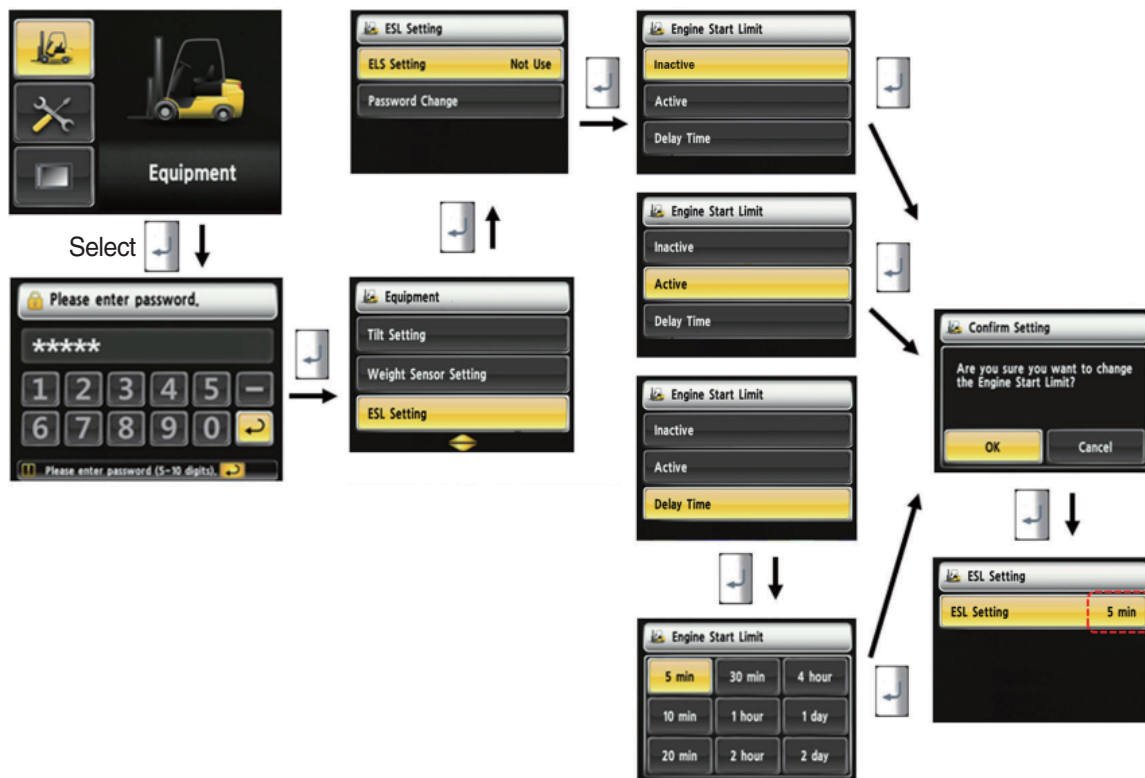 Equipment
Select
Please enter password.
*****
1 2 3 4 5 −
6 7 8 9 0
Please enter password (5-10 digits).
Equipment
Tilt Setting
Weight Sensor Setting
ESL Setting
ESL Setting
ELS Setting Not Use
Password Change
Engine Start Limit
Inactive
Active
Delay Time
Engine Start Limit
Inactive
Active
Delay Time
Engine Start Limit
Inactive
Active
Delay Time
Engine Start Limit
5 min 30 min 4 hour
10 min 1 hour 1 day
20 min 2 hour 2 day
Confirm Setting
Are you sure you want to change
the Engine Start Limit?
OK Cancel
ESL Setting
ESL Setting 5 min